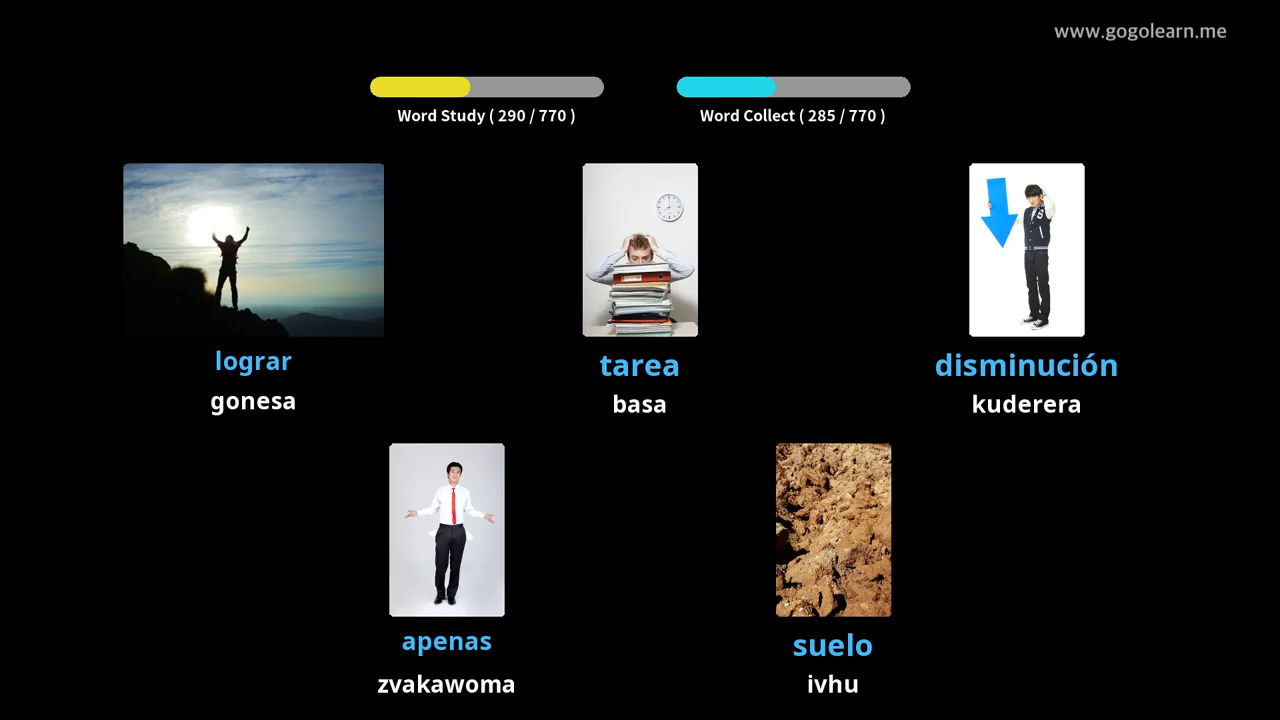 www.gogolearn.me
Word Study ( 290 / 770 )
Word Collect ( 285 / 770 )
lograr
gonesa
tarea
basa
disminución
kuderera
apenas
zvakawoma
suelo
ivhu